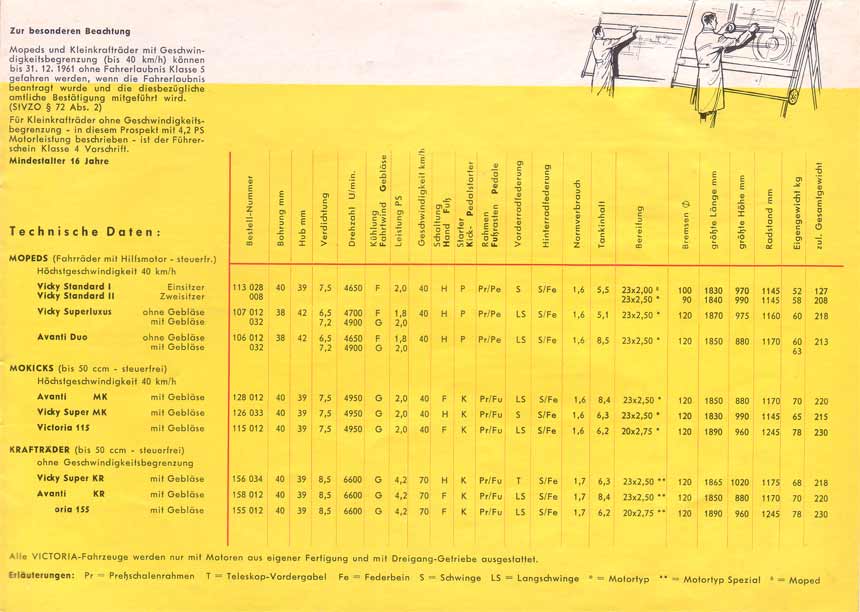 Zur besonderen Beachtung
Mopeds und Kleinkrafträder mit Geschwin-
digkeitsbegrenzung (bis 40 km/h) können
bis 31. 12. 1961 ohne Fahrerlaubnis Klasse 5
gefahren werden, wenn die Fahrerlaubnis
beantragt wurde und die diesbezügliche
amtliche Bestätigung mitgeführt wird.
(StVZO § 72 Abs. 2)
Für Kleinkrafträder ohne Geschwindigkeits-
begrenzung - in diesem Prospekt mit 4,2 PS
Motorleistung beschrieben - ist der Führer-
schein Klasse 4 Vorschrift.
Mindestalter 16 Jahre
Technische Daten:
Bestell-Nummer
Bohrung mm
Hub mm
Verdichtung
Drehzahl U/min.
Kühlung
Fahrtwind Gebläse
Leistung PS
Geschwindigkeit km/h
Schaltung
Hand Fuß
Starter
Kick- Pedalstarter
Rahmen
Fußrasten Pedale
Vorderradfederung
Hinterradfederung
Normverbrauch
Tankinhalt
Bereifung
Bremsen Ø
größte Länge mm
größte Höhe mm
Radstand mm
Eigengewicht kg
zul. Gesamtgewicht
MOPEDS (Fahrräder mit Hilfsmotor - steuerfr.)
Höchstgeschwindigkeit 40 km/h
Vicky Standard I Einsitzer 113 028 40 39 7,5 4650 F 2,0 40 H P Pr/Pe S S/Fe 1,6 5,5 23x2,00 ⁸ 100 1830 970 1145 52 127
Vicky Standard II Zweisitzer 008 23x2,50 * 90 1840 990 1145 58 208
Vicky Superluxus ohne Gebläse 107 012 38 42 6,5 4700 F 1,8 40 H P Pr/Pe LS S/Fe 1,6 5,1 23x2,50 * 120 1870 975 1160 60 218
mit Gebläse 032 7,2 4900 G 2,0
Avanti Duo ohne Gebläse 106 012 38 42 6,5 4650 F 1,8 40 H P Pr/Pe LS S/Fe 1,6 8,5 23x2,50 * 120 1850 880 1170 60 213
mit Gebläse 032 7,2 4900 G 2,0 63
MOKICKS (bis 50 ccm - steuerfrei)
Höchstgeschwindigkeit 40 km/h
Avanti MK mit Gebläse 128 012 40 39 7,5 4950 G 2,0 40 F K Pr/Fu LS S/Fe 1,6 8,4 23x2,50 * 120 1850 880 1170 70 220
Vicky Super MK mit Gebläse 126 033 40 39 7,5 4950 G 2,0 40 H K Pr/Fu S S/Fe 1,6 6,3 23x2,50 * 120 1830 990 1145 65 215
Victoria 115 mit Gebläse 115 012 40 39 7,5 4950 G 2,0 40 F K Pr/Fu LS S/Fe 1,6 6,2 20x2,75 * 120 1890 960 1245 78 230
KRAFTRÄDER (bis 50 ccm - steuerfrei)
ohne Geschwindigkeitsbegrenzung
Vicky Super KR mit Gebläse 156 034 40 39 8,5 6600 G 4,2 70 H K Pr/Fu T S/Fe 1,7 6,3 23x2,50 ** 120 1865 1020 1175 68 218
Avanti KR mit Gebläse 158 012 40 39 8,5 6600 G 4,2 70 F K Pr/Fu LS S/Fe 1,7 8,4 23x2,50 ** 120 1850 880 1170 70 220
oria 155 mit Gebläse 155 012 40 39 8,5 6600 G 4,2 70 F K Pr/Fu LS S/Fe 1,7 6,2 20x2,75 ** 120 1890 960 1245 78 230
Alle VICTORIA-Fahrzeuge werden nur mit Motoren aus eigener Fertigung und mit Dreigang-Getriebe ausgestattet.
Erläuterungen: Pr = Preßschalenrahmen T = Teleskop-Vordergabel Fe = Federbein S = Schwinge LS = Langschwinge * = Motortyp ** = Motortyp Spezial ⁸ = Moped